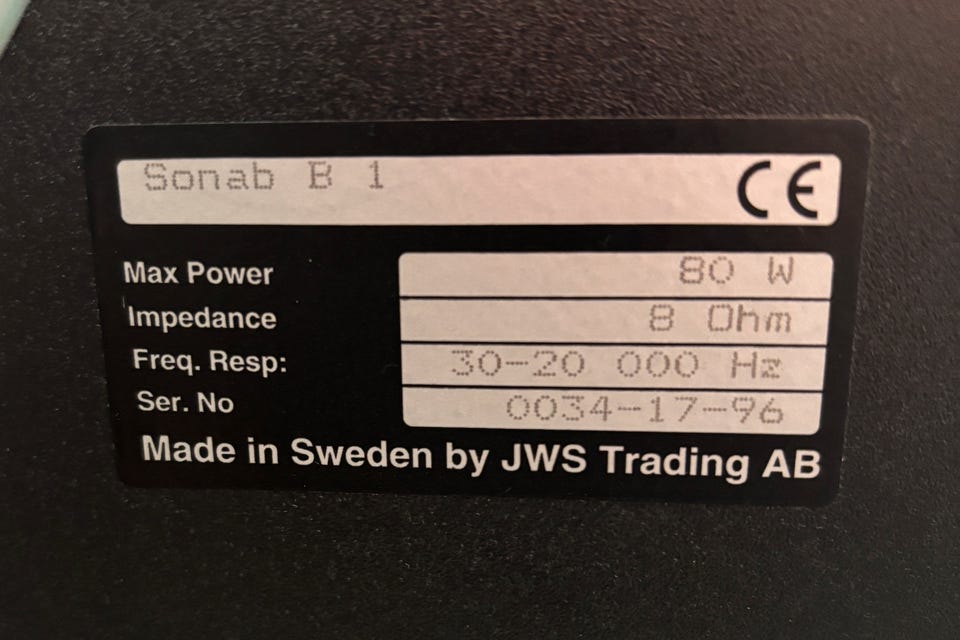 Sonab B 1 CE
Max Power 80 W
Impedance 8 Ohm
Freq. Resp: 30-20 000 Hz
Ser. No 0034-17-96
Made in Sweden by JWS Trading AB